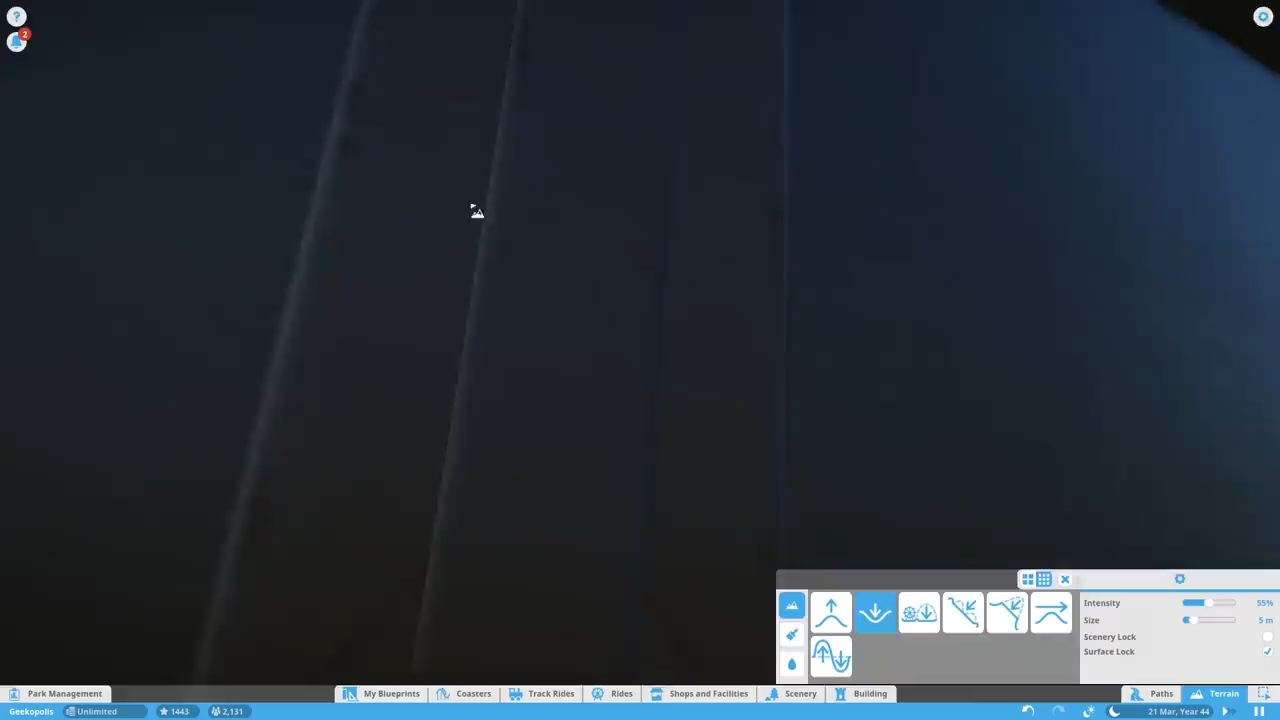 ?
2
Intensity 55%
Size 5 m
Scenery Lock
Surface Lock
Park Management My Blueprints Coasters Track Rides Rides Shops and Facilities Scenery Building Paths Terrain
Geekopolis Unlimited 1443 2,131 21 Mar, Year 44